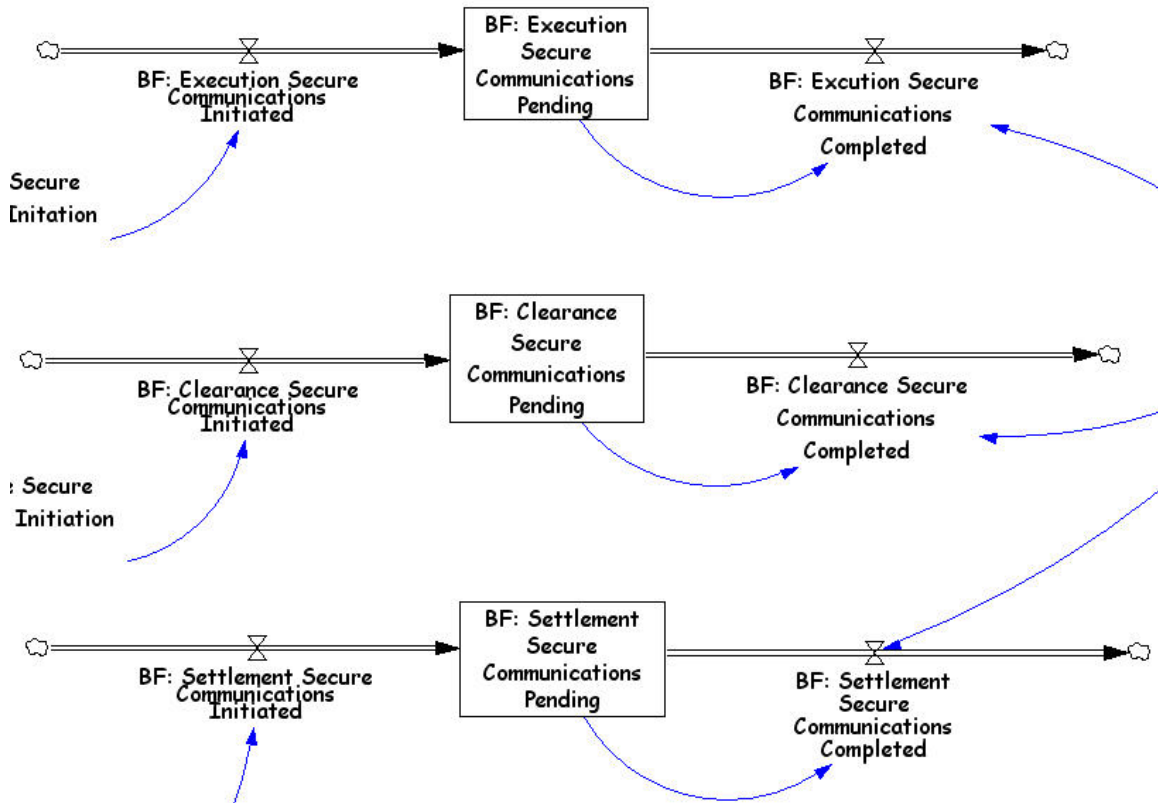 BF: Execution Secure
Communications
Initiated
BF: Execution
Secure
Communications
Pending
BF: Excution Secure
Communications
Completed
Secure
Initation
BF: Clearance Secure
Communications
Initiated
BF: Clearance
Secure
Communications
Pending
BF: Clearance Secure
Communications
Completed
Secure
Initiation
BF: Settlement Secure
Communications
Initiated
BF: Settlement
Secure
Communications
Pending
BF: Settlement
Secure
Communications
Completed